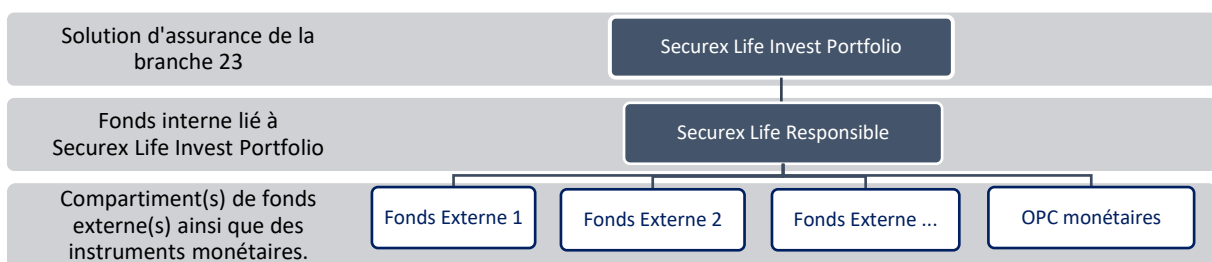 Solution d'assurance de la
branche 23
Securex Life Invest Portfolio
Fonds interne lié à
Securex Life Invest Portfolio
Securex Life Responsible
Compartiment(s) de fonds
externe(s) ainsi que des
instruments monétaires.
Fonds Externe 1
Fonds Externe 2
Fonds Externe ...
OPC monétaires